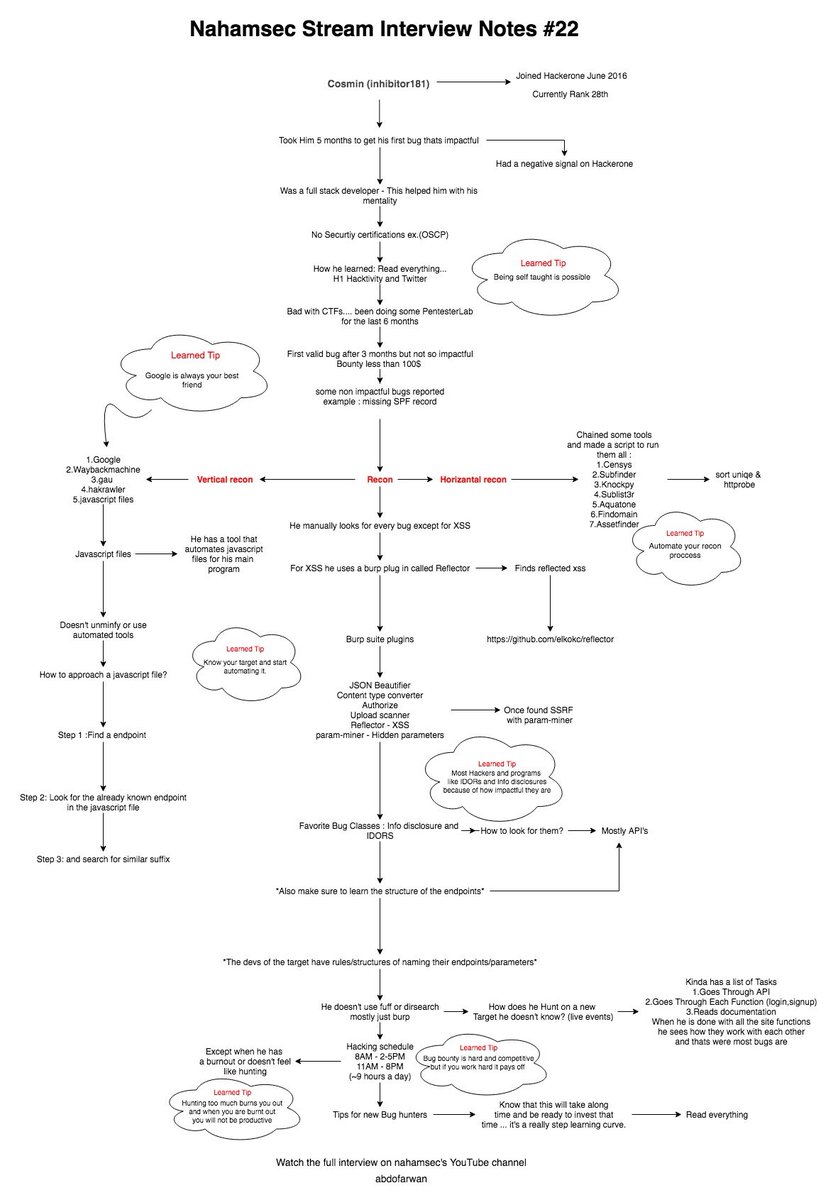 Nahamsec Stream Interview Notes #22
Cosmin (inhibitor181)
Joined Hackerone June 2016
Currently Rank 28th
Took Him 5 months to get his first bug thats impactful
Had a negative signal on Hackerone
Was a full stack developer - This helped him with his
mentality
No Securtiy certifications ex.(OSCP)
How he learned: Read everything...
H1 Hacktivity and Twitter
Learned Tip
Being self taught is possible
Bad with CTFs.... been doing some PentesterLab
for the last 6 months
First valid bug after 3 months but not so impactful
Bounty less than 100$
Learned Tip
Google is always your best
friend
some non impactful bugs reported
example : missing SPF record
1.Google
2.Waybackmachine
3.gau
4.hakrawler
5.javascript files
Vertical recon
Recon
Horizantal recon
Chained some tools
and made a script to run
them all :
1.Censys
2.Subfinder
3.Knockpy
4.Sublist3r
5.Aquatone
6.Findomain
7.Assetfinder
sort uniqe &
httprobe
Learned Tip
Automate your recon
proccess
He manually looks for every bug except for XSS
Javascript files
He has a tool that
automates javascript
files for his main
program
For XSS he uses a burp plug in called Reflector
Finds reflected xss
https://github.com/elkokc/reflector
Doesn't unminfy or use
automated tools
Learned Tip
Know your target and start
automating it.
Burp suite plugins
How to approach a javascript file?
JSON Beautifier
Content type converter
Authorize
Upload scanner
Reflector - XSS
param-miner - Hidden parameters
Once found SSRF
with param-miner
Step 1 :Find a endpoint
Learned Tip
Most Hackers and programs
like IDORs and Info disclosures
because of how impactful they are
Step 2: Look for the already known endpoint
in the javascript file
Favorite Bug Classes : Info disclosure and
IDORS
How to look for them?
Mostly API's
Step 3: and search for similar suffix
*Also make sure to learn the structure of the endpoints*
*The devs of the target have rules/structures of naming their endpoints/parameters*
He doesn't use fuff or dirsearch
mostly just burp
How does he Hunt on a new
Target he doesn't know? (live events)
Kinda has a list of Tasks
1.Goes Through API
2.Goes Through Each Function (login,signup)
3.Reads documentation
When he is done with all the site functions
he sees how they work with each other
and thats were most bugs are
Hacking schedule
8AM - 2-5PM
11AM - 8PM
(~9 hours a day)
Learned Tip
Bug bounty is hard and competitive
but if you work hard it pays off
Except when he has
a burnout or doesn't feel
like hunting
Learned Tip
Hunting too much burns you out
and when you are burnt out
you will not be productive
Tips for new Bug hunters
Know that this will take along
time and be ready to invest that
time ... it's a really step learning curve.
Read everything
Watch the full interview on nahamsec's YouTube channel
abdofarwan